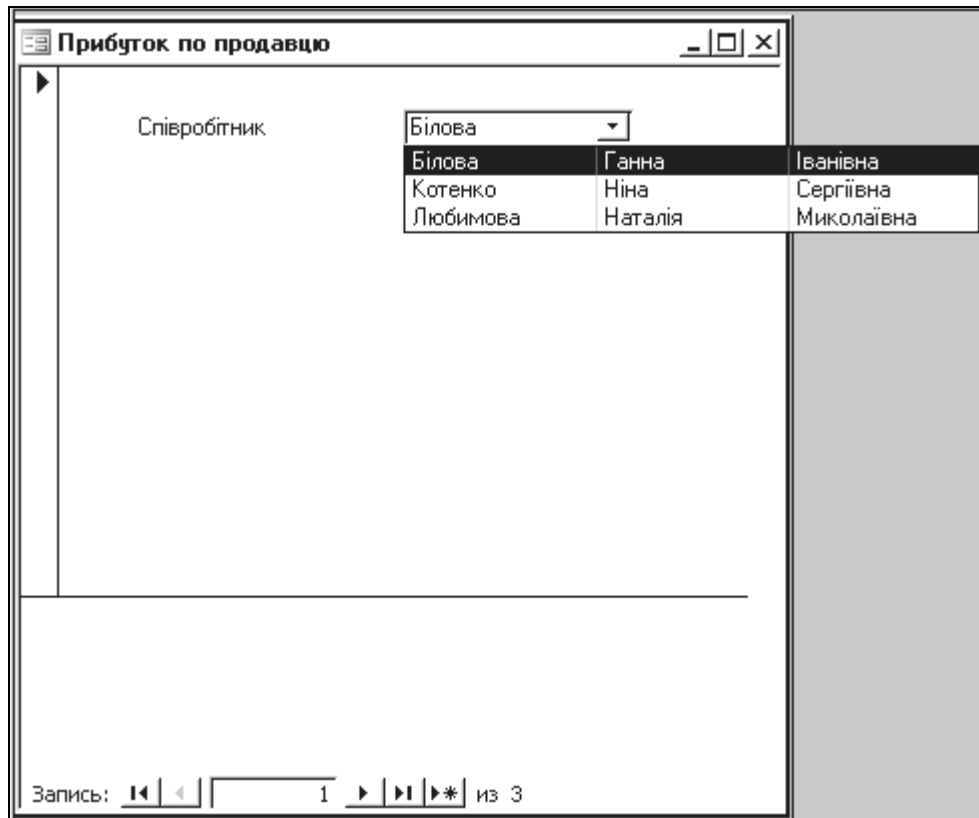 Прибуток по продавцю
Співробітник Білова
Білова Ганна Іванівна
Котенко Ніна Сергіївна
Любимова Наталія Миколаївна
Запись: 1 из 3